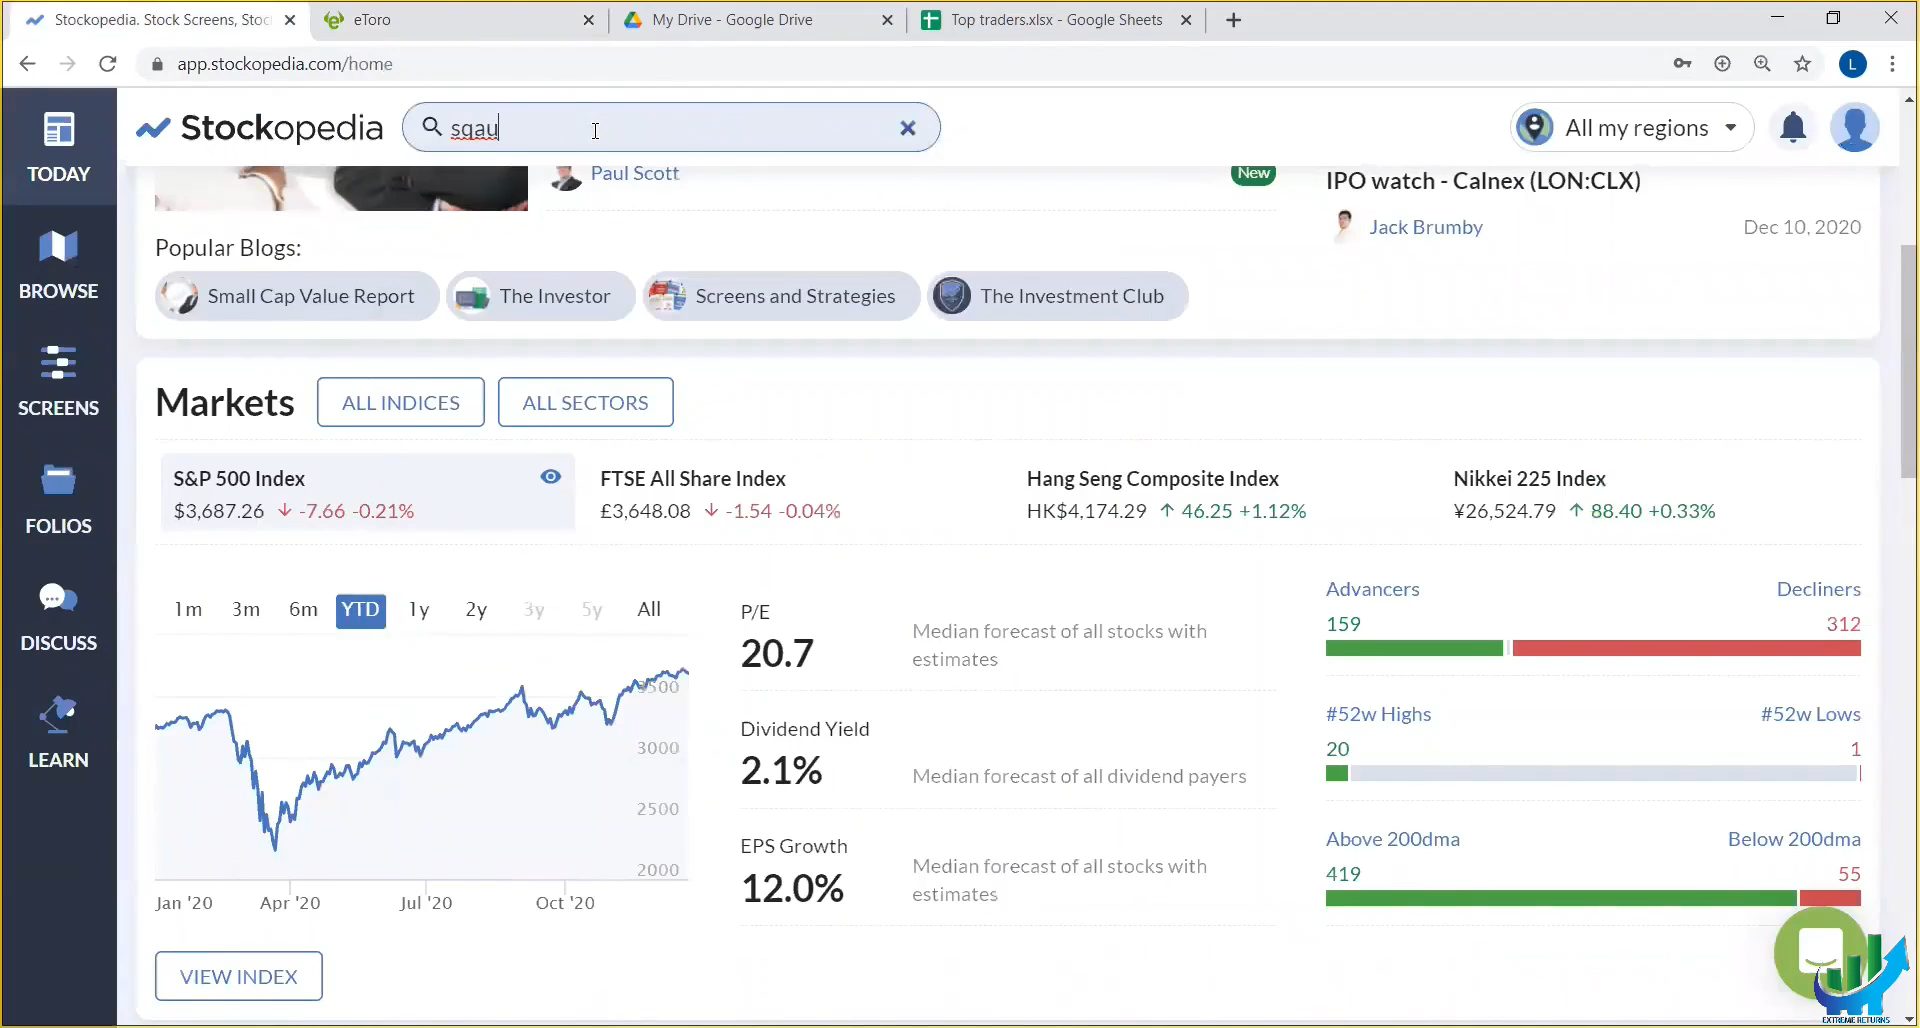 Stockopedia. Stock Screens, Stoc
eToro
My Drive - Google Drive
Top traders.xlsx - Google Sheets
app.stockopedia.com/home
L
Stockopedia
sqau
All my regions
TODAY
BROWSE
SCREENS
FOLIOS
DISCUSS
LEARN
Paul Scott
New
IPO watch - Calnex (LON:CLX)
Jack Brumby
Dec 10, 2020
Popular Blogs:
Small Cap Value Report
The Investor
Screens and Strategies
The Investment Club
Markets
ALL INDICES
ALL SECTORS
S&P 500 Index
$3,687.26 ↓ -7.66 -0.21%
FTSE All Share Index
£3,648.08 ↓ -1.54 -0.04%
Hang Seng Composite Index
HK$4,174.29 ↑ 46.25 +1.12%
Nikkei 225 Index
¥26,524.79 ↑ 88.40 +0.33%
1m 3m 6m YTD 1y 2y 3y 5y All
3500
3000
2500
2000
Jan '20 Apr '20 Jul '20 Oct '20
VIEW INDEX
P/E
20.7
Median forecast of all stocks with
estimates
Dividend Yield
2.1%
Median forecast of all dividend payers
EPS Growth
12.0%
Median forecast of all stocks with
estimates
Advancers Decliners
159 312
#52w Highs #52w Lows
20 1
Above 200dma Below 200dma
419 55
EXTREME RETURNS